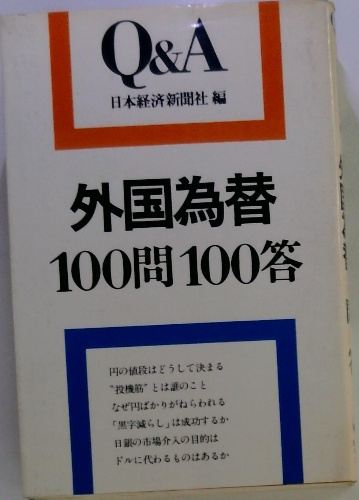 Q&A
日本経済新聞社 編
外国為替
100問100答
円の値段はどうして決まる
“投機筋”とは誰のこと
なぜ円ばかりがねらわれる
「黒字減らし」は成功するか
日銀の市場介入の目的は
ドルに代わるものはあるか